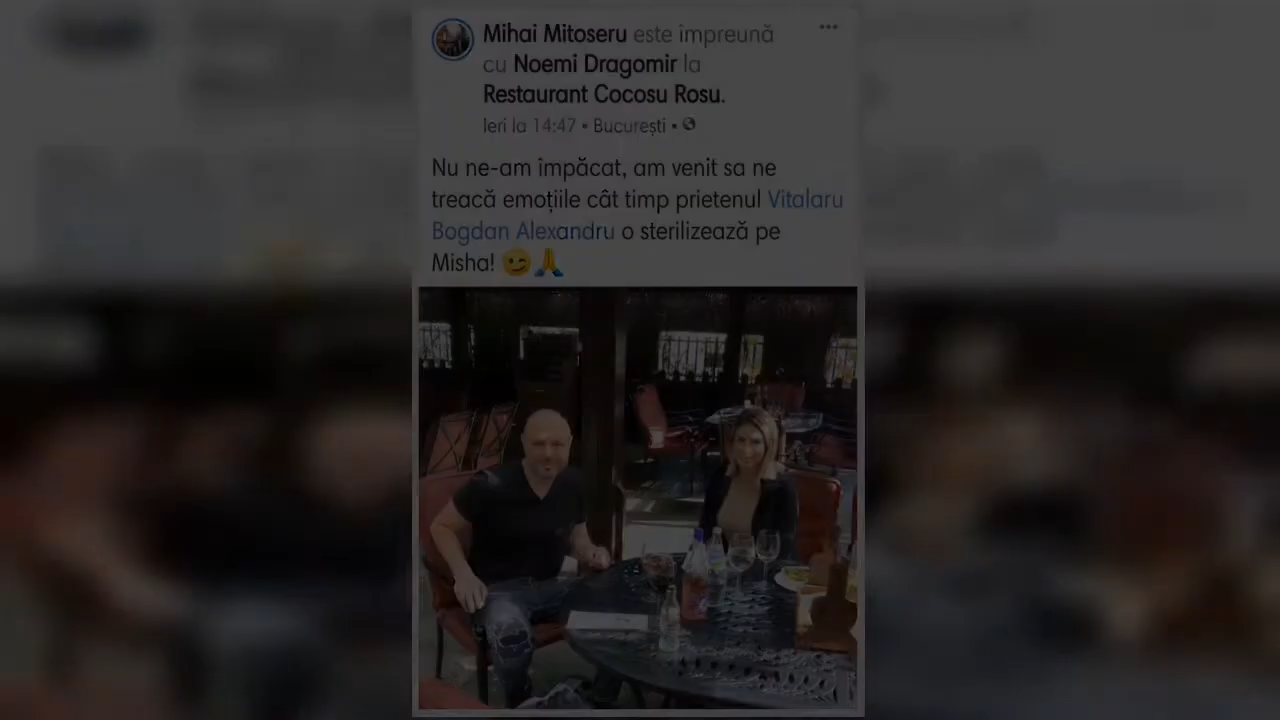 Mihai Mitoseru este împreună
cu Noemi Dragomir la
Restaurant Cocosu Rosu.
Ieri la 14:47 • București •
Nu ne-am împăcat, am venit sa ne
treacă emoțiile cât timp prietenul Vitalaru
Bogdan Alexandru o sterilizează pe
Misha! 😉🙏